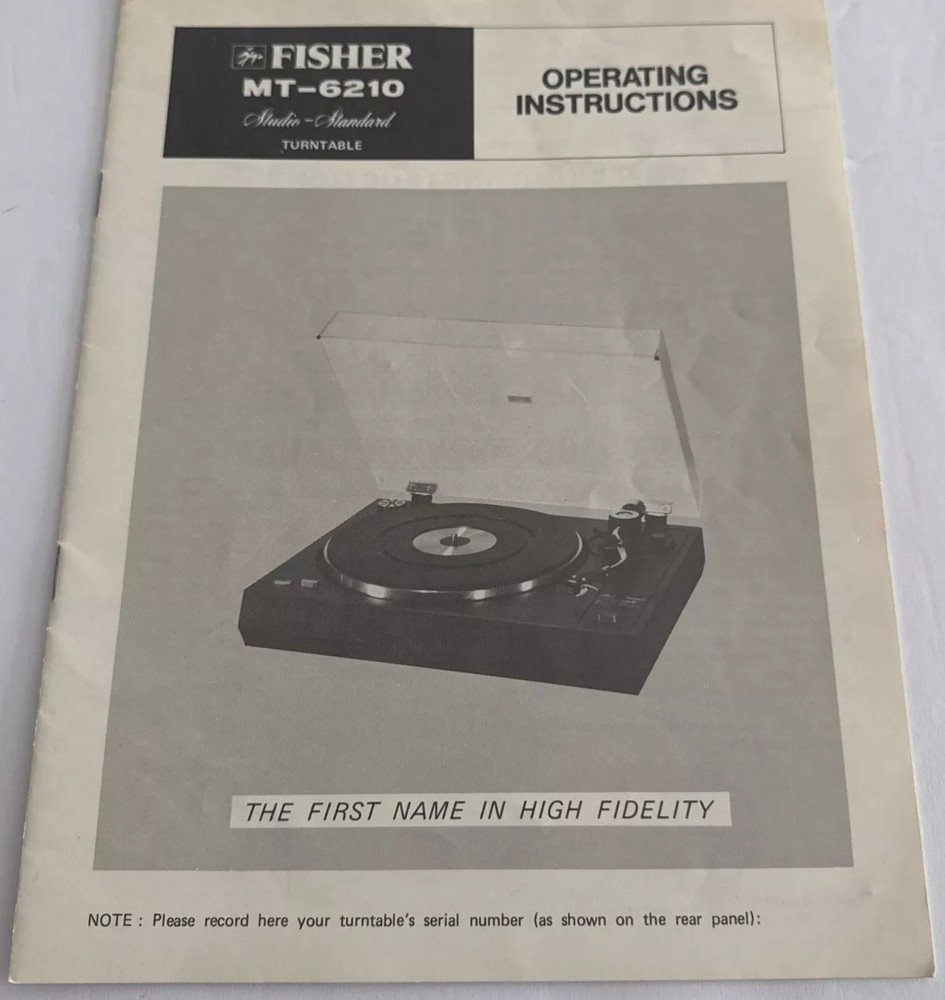 FISHER
MT-6210
Studio-Standard
TURNTABLE
OPERATING
INSTRUCTIONS
THE FIRST NAME IN HIGH FIDELITY
NOTE : Please record here your turntable's serial number (as shown on the rear panel):